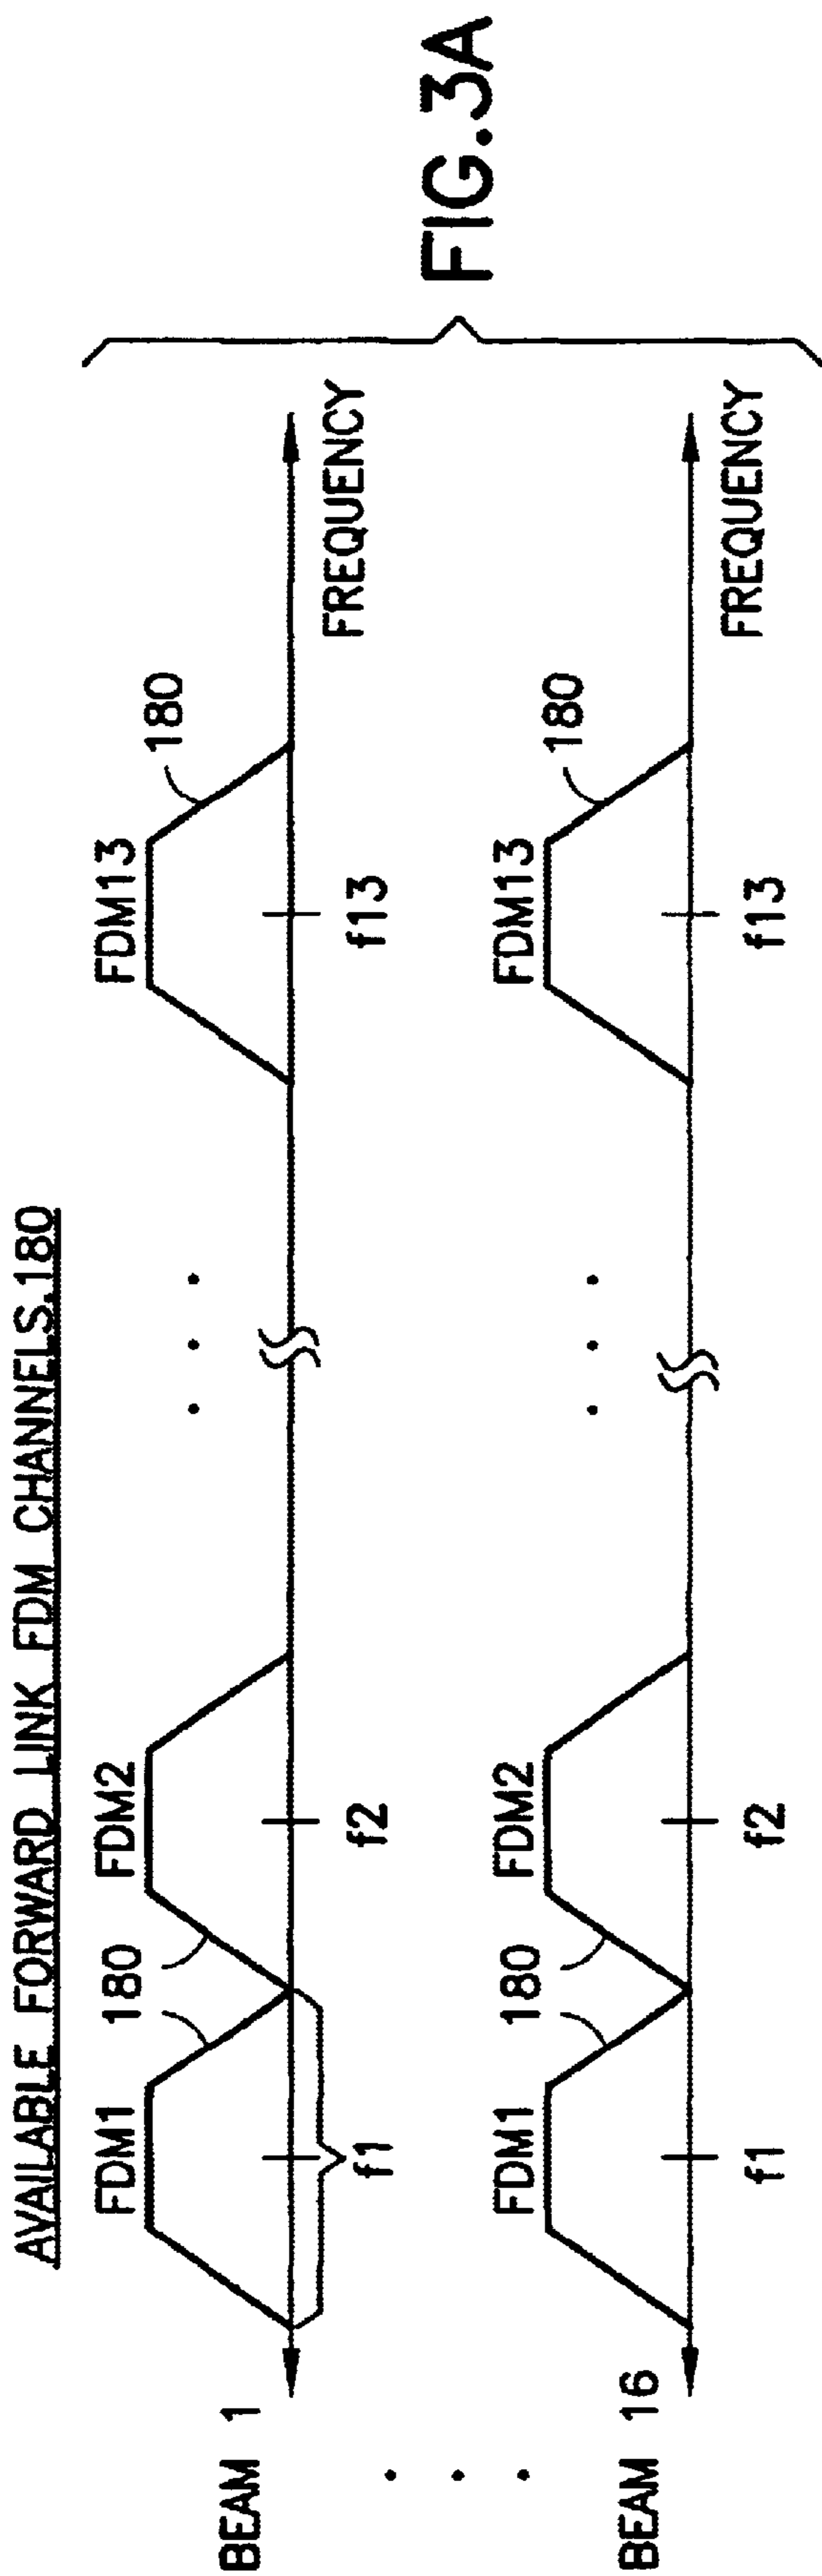 AVAILABLE FORWARD LINK FDM CHANNELS.180
BEAM 1
FDM1
180
FDM2
FDM13
180
f1
f2
f13
FREQUENCY
BEAM 16
FDM1
180
FDM2
FDM13
180
f1
f2
f13
FREQUENCY
FIG.3A